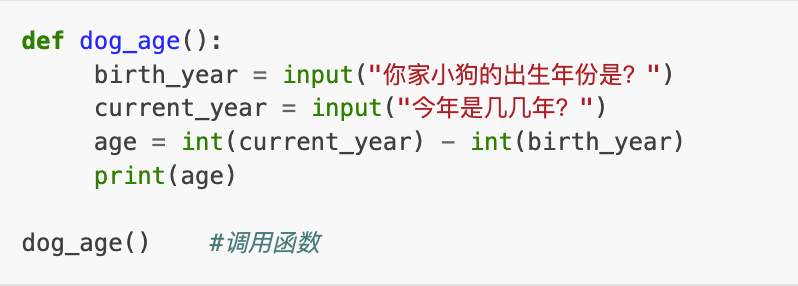 def dog_age():
     birth_year = input("你家小狗的出生年份是？")
     current_year = input("今年是几几年？")
     age = int(current_year) - int(birth_year)
     print(age)
dog_age()    #调用函数